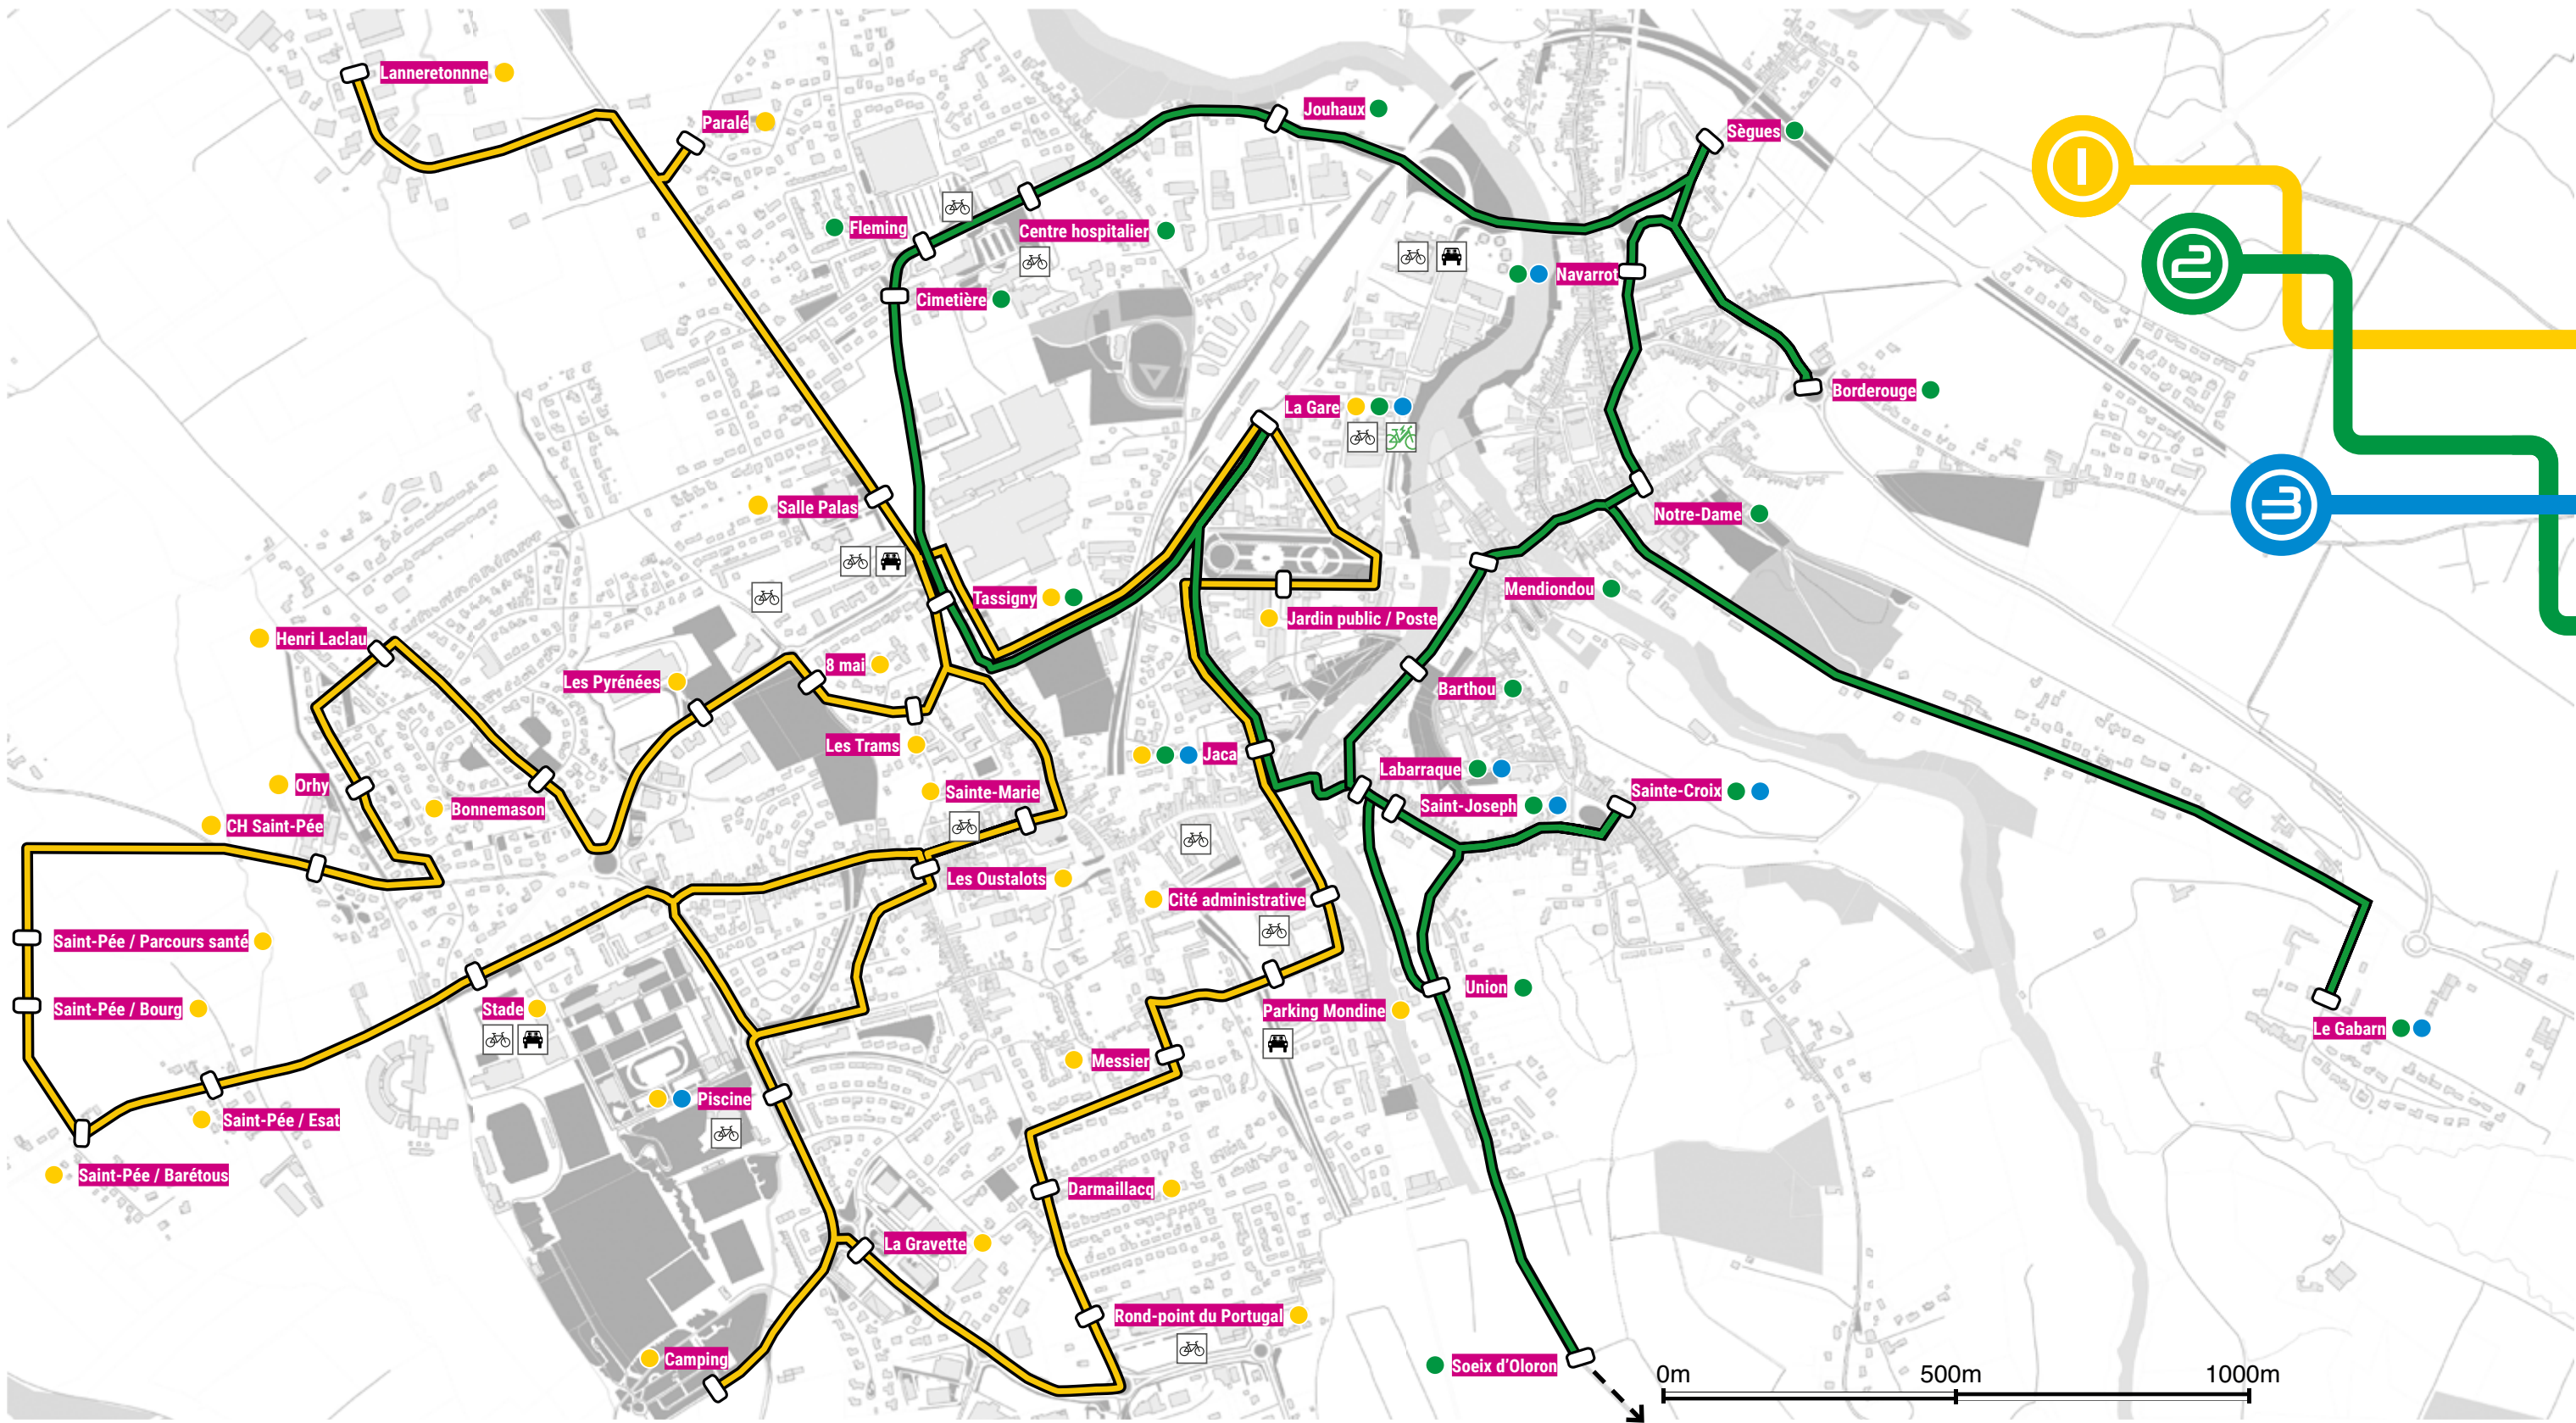 Lanneretonnne
Paralé
Jouhaux
Sègues
1
Fleming
Centre hospitalier
2
Navarrot
Cimetière
Borderouge
La Gare
3
Salle Palas
Notre-Dame
Tassigny
Mendiondou
Jardin public / Poste
Henri Laclau
8 mai
Les Pyrénées
Barthou
Les Trams
Jaca
Labarraque
Orhy
Sainte-Marie
Sainte-Croix
Bonnemason
Saint-Joseph
CH Saint-Pée
Les Oustalots
Cité administrative
Saint-Pée / Parcours santé
Union
Saint-Pée / Bourg
Stade
Parking Mondine
Le Gabarn
Messier
Piscine
Saint-Pée / Esat
Saint-Pée / Barétous
Darmaillacq
La Gravette
Rond-point du Portugal
Camping
Soeix d'Oloron
0m 500m 1000m